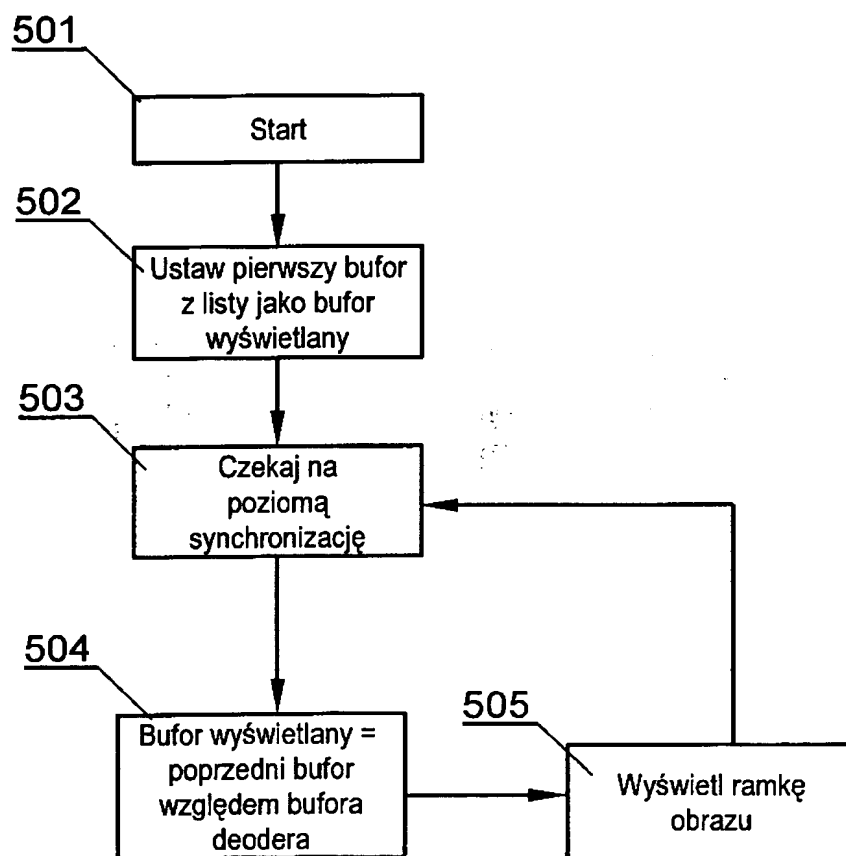 501
Start
502
Ustaw pierwszy bufor
z listy jako bufor
wyświetlany
503
Czekaj na
poziomą
synchronizację
504
Bufor wyświetlany =
poprzedni bufor
względem bufora
deodera
505
Wyświetl ramkę
obrazu